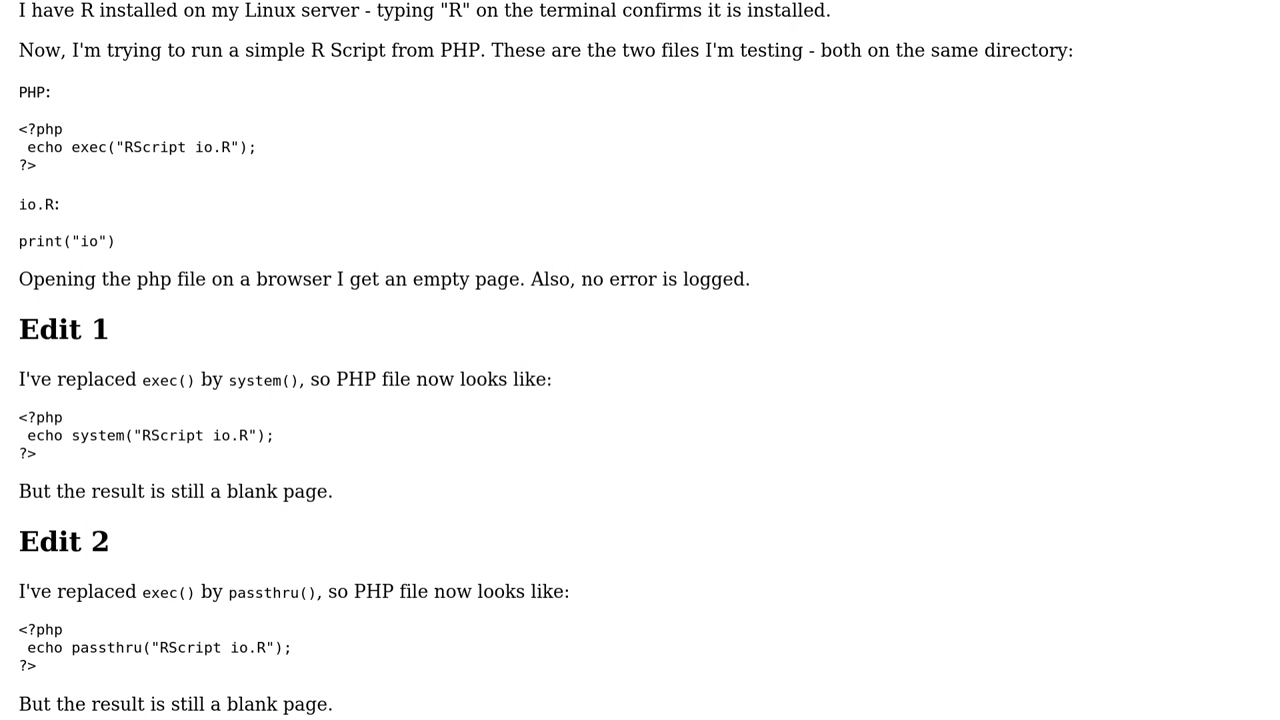 I have R installed on my Linux server - typing "R" on the terminal confirms it is installed.
Now, I'm trying to run a simple R Script from PHP. These are the two files I'm testing - both on the same directory:
PHP:
<?php
 echo exec("RScript io.R");
?>
io.R:
print("io")
Opening the php file on a browser I get an empty page. Also, no error is logged.
Edit 1
I've replaced exec() by system(), so PHP file now looks like:
<?php
 echo system("RScript io.R");
?>
But the result is still a blank page.
Edit 2
I've replaced exec() by passthru(), so PHP file now looks like:
<?php
 echo passthru("RScript io.R");
?>
But the result is still a blank page.